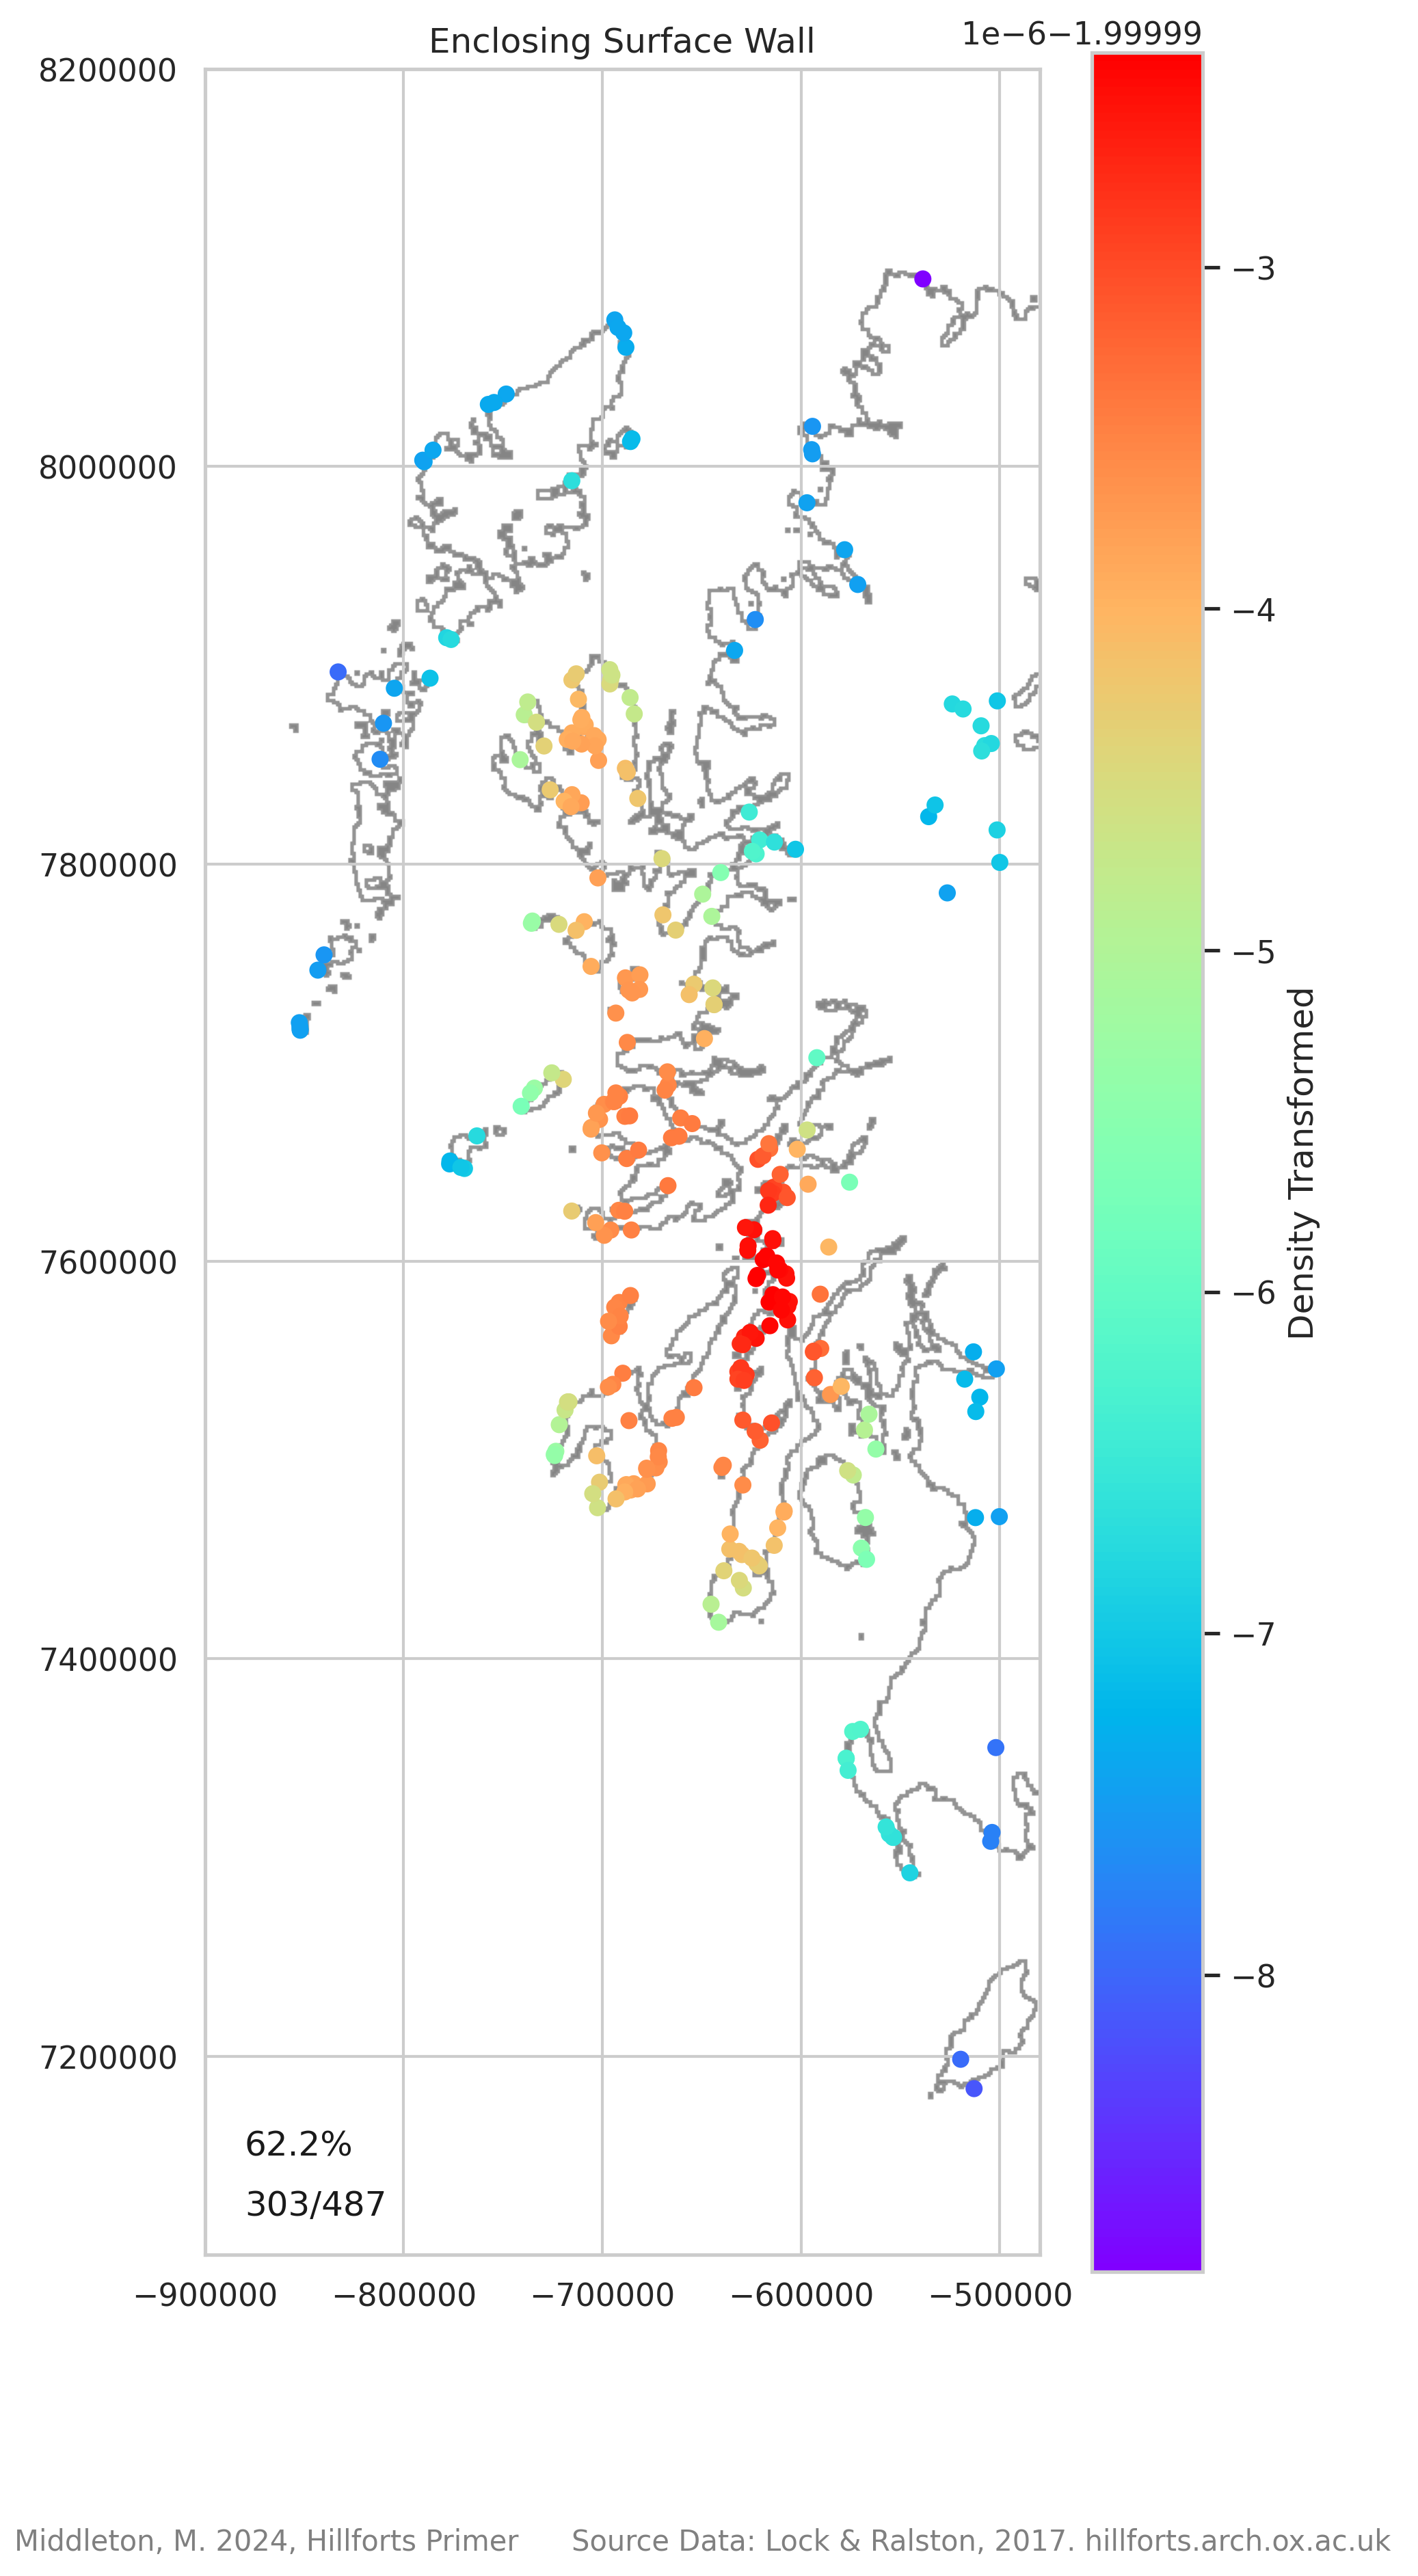 Enclosing Surface Wall
1e−6−1.99999
8200000
8000000
7800000
7600000
7400000
7200000
−900000 −800000 −700000 −600000 −500000
−3
−4
−5
−6
−7
−8
Density Transformed
62.2%
303/487
Middleton, M. 2024, Hillforts Primer
Source Data: Lock & Ralston, 2017. hillforts.arch.ox.ac.uk